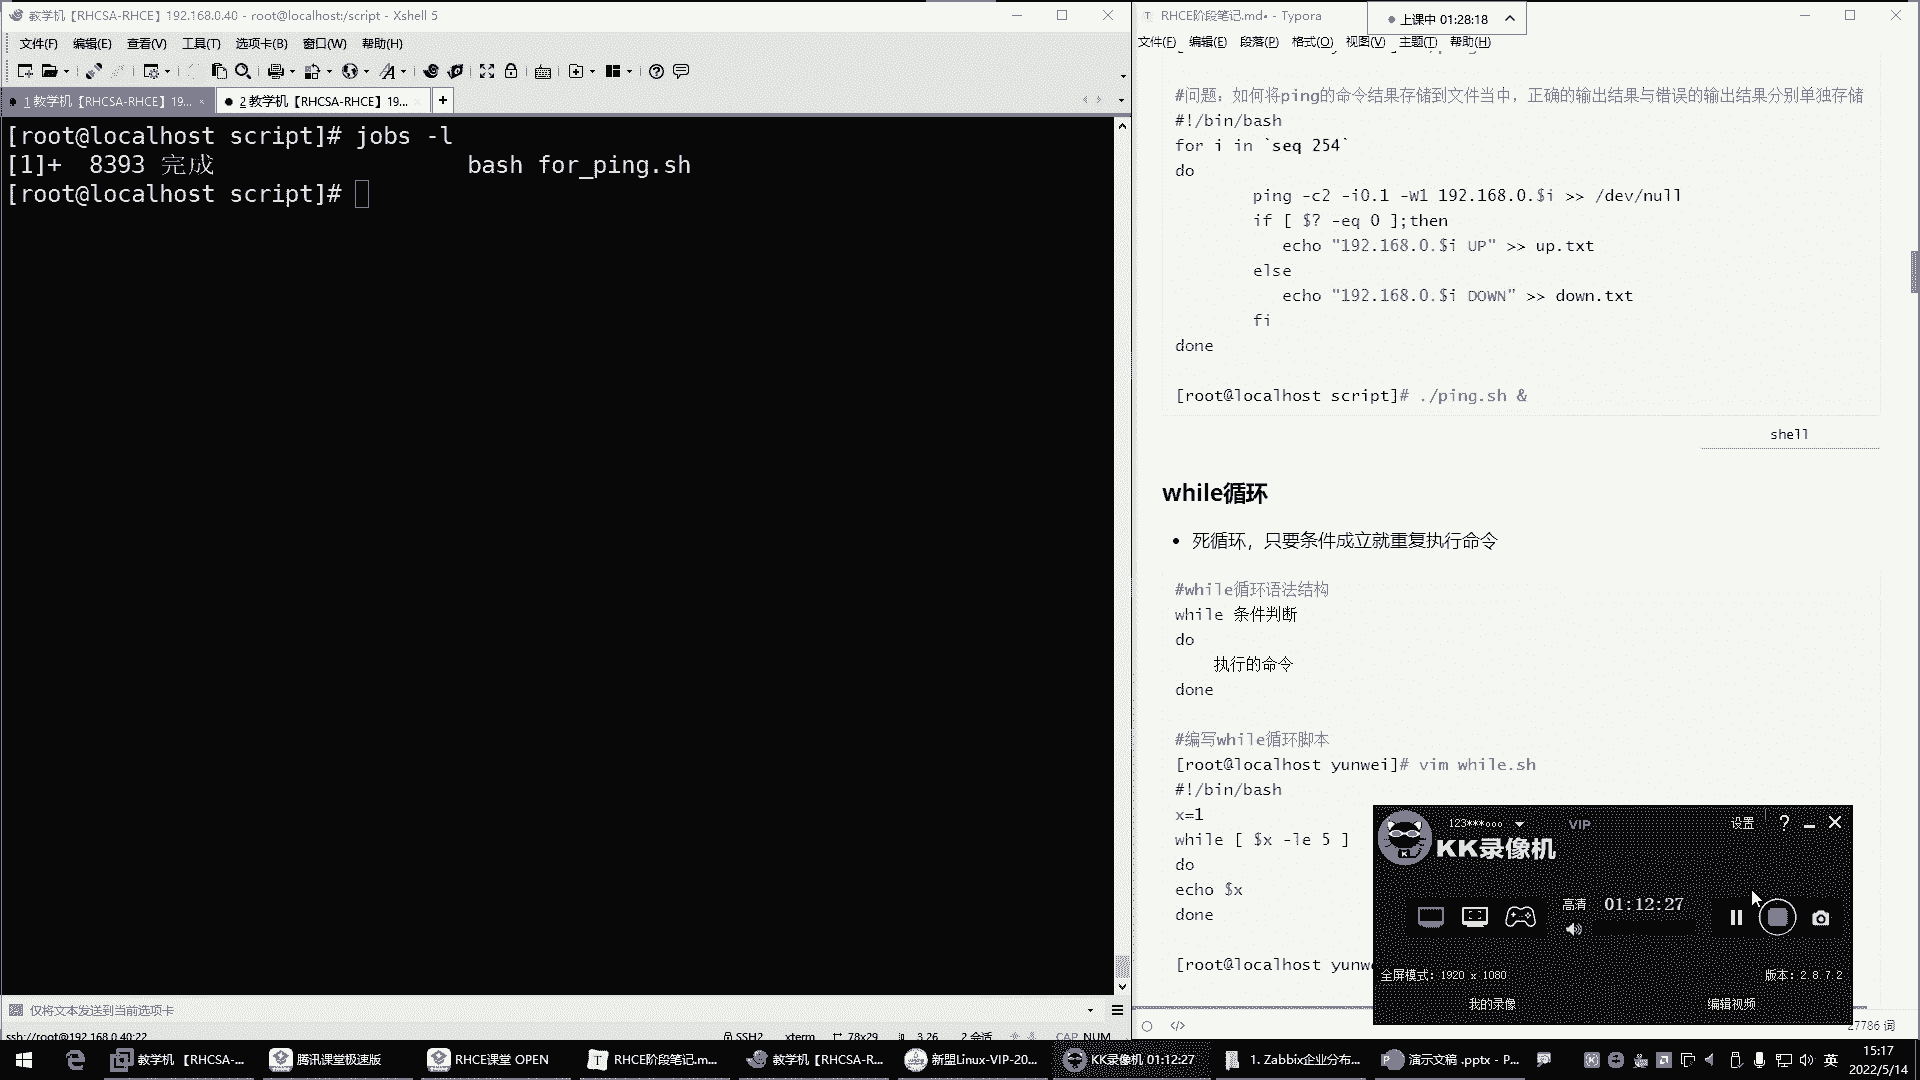 教学机【RHCSA-RHCE】192.168.0.40 - root@localhost:/script - Xshell 5
文件(F) 编辑(E) 查看(V) 工具(T) 选项卡(B) 窗口(W) 帮助(H)
1 教学机【RHCSA-RHCE】19... ×
2 教学机【RHCSA-RHCE】19...
+
[root@localhost script]# jobs -l
[1]+  8393 完成                  bash for_ping.sh
[root@localhost script]#
仅将文本发送到当前选项卡
ssh://root@192.168.0.40:22
SSH2 xterm 78x29 3,26 2 会话 CAP NUM
RHCE阶段笔记.md• - Typora
上课中 01:28:18
文件(F) 编辑(E) 段落(P) 格式(O) 视图(V) 主题(T) 帮助(H)
#问题：如何将ping的命令结果存储到文件当中，正确的输出结果与错误的输出结果分别单独存储
#!/bin/bash
for i in `seq 254`
do
ping -c2 -i0.1 -W1 192.168.0.$i >> /dev/null
if [ $? -eq 0 ];then
echo "192.168.0.$i UP" >> up.txt
else
echo "192.168.0.$i DOWN" >> down.txt
fi
done
[root@localhost script]# ./ping.sh &
shell
while循环
• 死循环，只要条件成立就重复执行命令
#while循环语法结构
while 条件判断
do
执行的命令
done
#编写while循环脚本
[root@localhost yunwei]# vim while.sh
#!/bin/bash
x=1
while [ $x -le 5 ]
do
echo $x
done
[root@localhost yunwe
123***ooo VIP 设置 ?
KK录像机
高清 01:12:27
全屏模式：1920 x 1080 版本：2.8.7.2
我的录像 编辑视频
27786 词
教学机 【RHCSA-... 腾讯课堂极速版 RHCE课堂 OPEN RHCE阶段笔记.m... 教学机【RHCSA-R... 新盟Linux-VIP-20... KK录像机 01:12:27 1. Zabbix企业分布... 演示文稿 .pptx - P... 英
15:17
2022/5/14